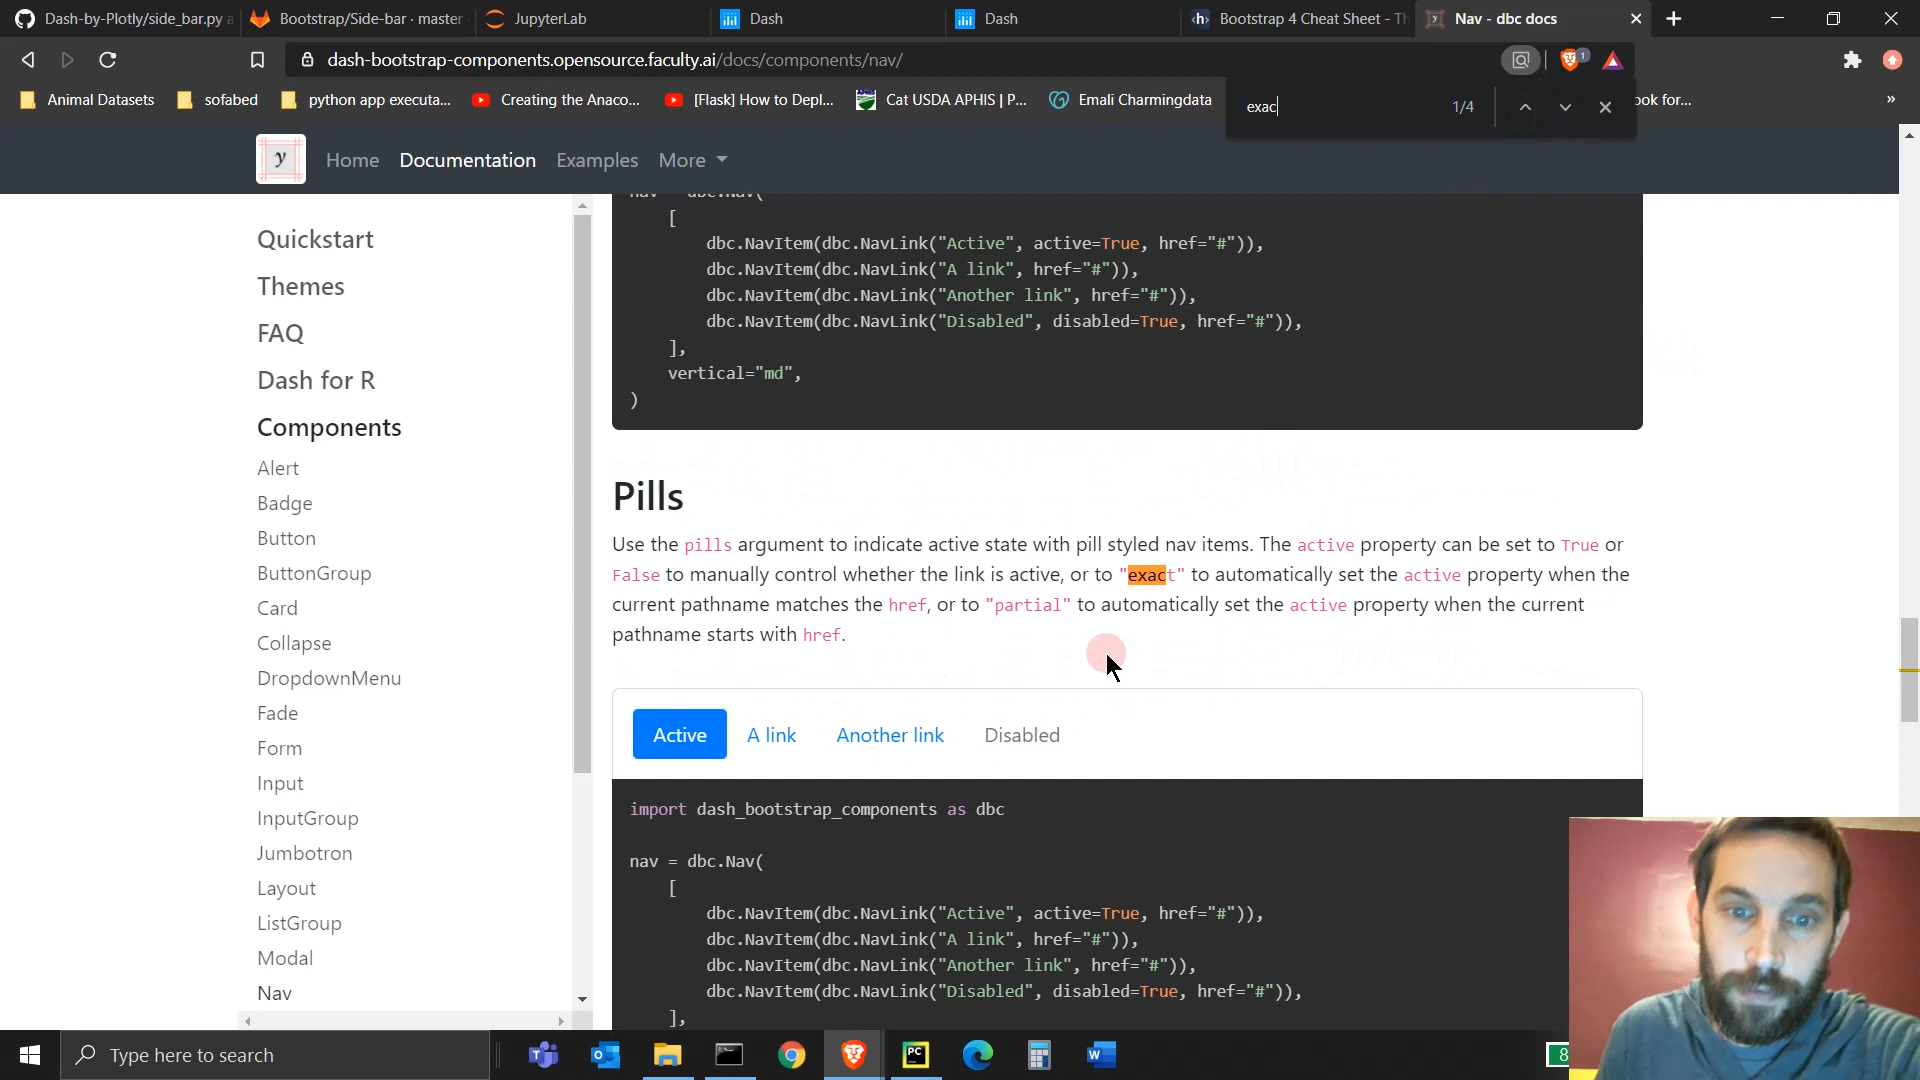 Dash-by-Plotly/side_bar.py a
Bootstrap/Side-bar · master
JupyterLab
Dash
Dash
Bootstrap 4 Cheat Sheet - Th
Nav - dbc docs
dash-bootstrap-components.opensource.faculty.ai/docs/components/nav/
1
Animal Datasets
sofabed
python app executa...
Creating the Anaco...
[Flask] How to Depl...
Cat USDA APHIS | P...
Emali Charmingdata
ok for...
»
exac
1/4
y
Home
Documentation
Examples
More
Quickstart
Themes
FAQ
Dash for R
Components
Alert
Badge
Button
ButtonGroup
Card
Collapse
DropdownMenu
Fade
Form
Input
InputGroup
Jumbotron
Layout
ListGroup
Modal
Nav
nav = dbc.Nav(
[
dbc.NavItem(dbc.NavLink("Active", active=True, href="#")),
dbc.NavItem(dbc.NavLink("A link", href="#")),
dbc.NavItem(dbc.NavLink("Another link", href="#")),
dbc.NavItem(dbc.NavLink("Disabled", disabled=True, href="#")),
],
vertical="md",
)
Pills
Use the pills argument to indicate active state with pill styled nav items. The active property can be set to True or
False to manually control whether the link is active, or to "exact" to automatically set the active property when the
current pathname matches the href, or to "partial" to automatically set the active property when the current
pathname starts with href.
Active
A link
Another link
Disabled
import dash_bootstrap_components as dbc
nav = dbc.Nav(
[
dbc.NavItem(dbc.NavLink("Active", active=True, href="#")),
dbc.NavItem(dbc.NavLink("A link", href="#")),
dbc.NavItem(dbc.NavLink("Another link", href="#")),
dbc.NavItem(dbc.NavLink("Disabled", disabled=True, href="#")),
],
Type here to search
PC
8